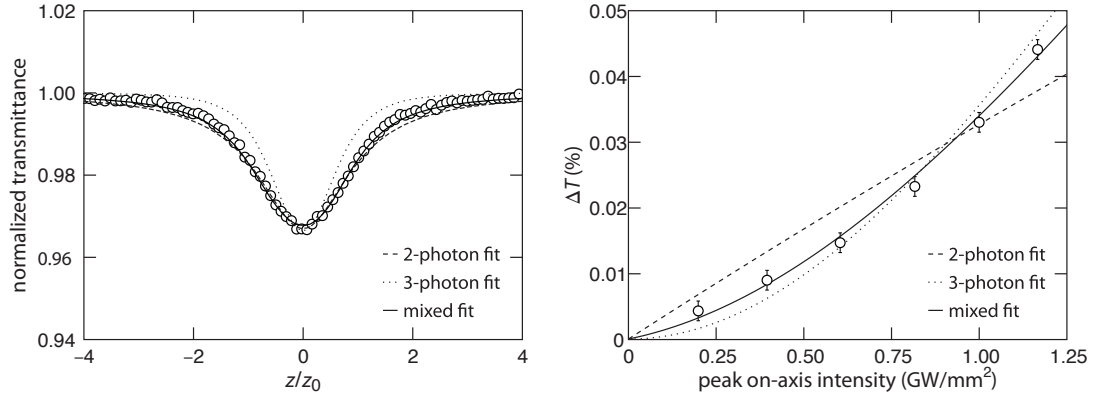 normalized transmittance
1.02
1.00
0.98
0.96
0.94
−4
−2
0
2
4
z/z0
2-photon fit
3-photon fit
mixed fit
ΔT (%)
0.05
0.04
0.03
0.02
0.01
0
0
0.25
0.50
0.75
1.00
1.25
peak on-axis intensity (GW/mm2)
2-photon fit
3-photon fit
mixed fit